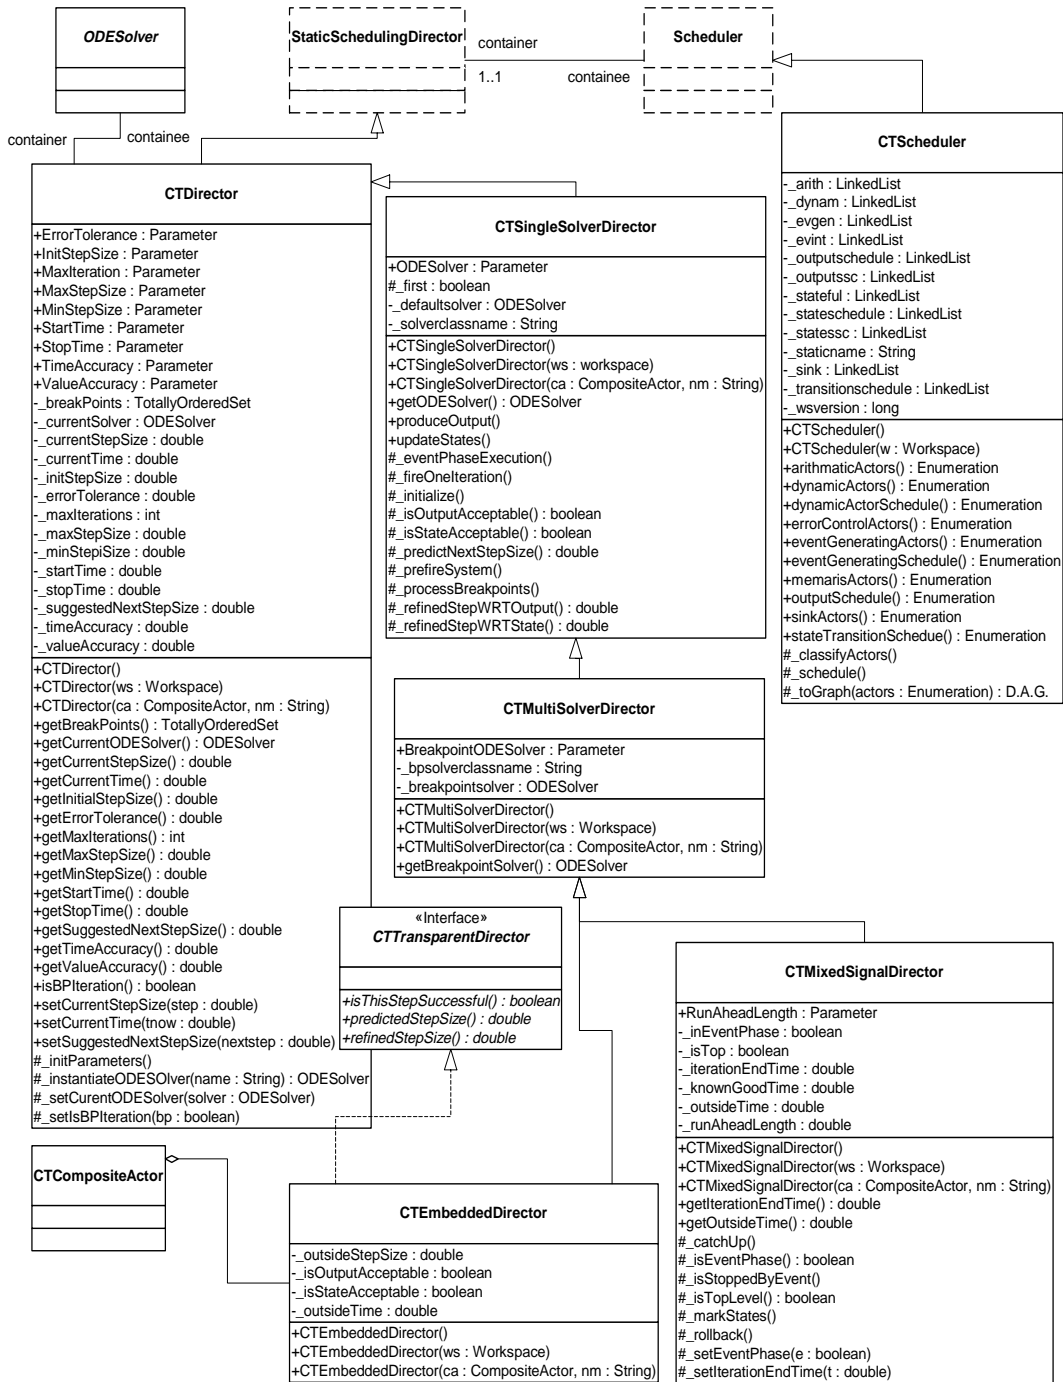 ODESolver
StaticSchedulingDirector
container
1..1
containee
Scheduler
container
containee
CTDirector
+ErrorTolerance : Parameter
+InitStepSize : Parameter
+MaxIteration : Parameter
+MaxStepSize : Parameter
+MinStepSize : Parameter
+StartTime : Parameter
+StopTime : Parameter
+TimeAccuracy : Parameter
+ValueAccuracy : Parameter
-_breakPoints : TotallyOrderedSet
-_currentSolver : ODESolver
-_currentStepSize : double
-_currentTime : double
-_initStepSize : double
-_errorTolerance : double
-_maxIterations : int
-_maxStepSize : double
-_minStepiSize : double
-_startTime : double
-_stopTime : double
-_suggestedNextStepSize : double
-_timeAccuracy : double
-_valueAccuracy : double
+CTDirector()
+CTDirector(ws : Workspace)
+CTDirector(ca : CompositeActor, nm : String)
+getBreakPoints() : TotallyOrderedSet
+getCurrentODESolver() : ODESolver
+getCurrentStepSize() : double
+getCurrentTime() : double
+getInitialStepSize() : double
+getErrorTolerance() : double
+getMaxIterations() : int
+getMaxStepSize() : double
+getMinStepSize() : double
+getStartTime() : double
+getStopTime() : double
+getSuggestedNextStepSize() : double
+getTimeAccuracy() : double
+getValueAccuracy() : double
+isBPIteration() : boolean
+setCurrentStepSize(step : double)
+setCurrentTime(tnow : double)
+setSuggestedNextStepSize(nextstep : double)
#_initParameters()
#_instantiateODESOlver(name : String) : ODESolver
#_setCurentODESolver(solver : ODESolver)
#_setIsBPIteration(bp : boolean)
CTSingleSolverDirector
+ODESolver : Parameter
#_first : boolean
-_defaultsolver : ODESolver
-_solverclassname : String
+CTSingleSolverDirector()
+CTSingleSolverDirector(ws : workspace)
+CTSingleSolverDirector(ca : CompositeActor, nm : String)
+getODESolver() : ODESolver
+produceOutput()
+updateStates()
#_eventPhaseExecution()
#_fireOneIteration()
#_initialize()
#_isOutputAcceptable() : boolean
#_isStateAcceptable() : boolean
#_predictNextStepSize() : double
#_prefireSystem()
#_processBreakpoints()
#_refinedStepWRTOutput() : double
#_refinedStepWRTState() : double
CTScheduler
-_arith : LinkedList
-_dynam : LinkedList
-_evgen : LinkedList
-_evint : LinkedList
-_outputschedule : LinkedList
-_outputssc : LinkedList
-_stateful : LinkedList
-_stateschedule : LinkedList
-_statessc : LinkedList
-_staticname : String
-_sink : LinkedList
-_transitionschedule : LinkedList
-_wsversion : long
+CTScheduler()
+CTScheduler(w : Workspace)
+arithmaticActors() : Enumeration
+dynamicActors() : Enumeration
+dynamicActorSchedule() : Enumeration
+errorControlActors() : Enumeration
+eventGeneratingActors() : Enumeration
+eventGeneratingSchedule() : Enumeration
+memarisActors() : Enumeration
+outputSchedule() : Enumeration
+sinkActors() : Enumeration
+stateTransitionSchedue() : Enumeration
#_classifyActors()
#_schedule()
#_toGraph(actors : Enumeration) : D.A.G.
CTMultiSolverDirector
+BreakpointODESolver : Parameter
-_bpsolverclassname : String
-_breakpointsolver : ODESolver
+CTMultiSolverDirector()
+CTMultiSolverDirector(ws : Workspace)
+CTMultiSolverDirector(ca : CompositeActor, nm : String)
+getBreakpointSolver() : ODESolver
«Interface»
CTTransparentDirector
+isThisStepSuccessful() : boolean
+predictedStepSize() : double
+refinedStepSize() : double
CTMixedSignalDirector
+RunAheadLength : Parameter
-_inEventPhase : boolean
-_isTop : boolean
-_iterationEndTime : double
-_knownGoodTime : double
-_outsideTime : double
-_runAheadLength : double
+CTMixedSignalDirector()
+CTMixedSignalDirector(ws : Workspace)
+CTMixedSignalDirector(ca : CompositeActor, nm : String)
+getIterationEndTime() : double
+getOutsideTime() : double
#_catchUp()
#_isEventPhase() : boolean
#_isStoppedByEvent()
#_isTopLevel() : boolean
#_markStates()
#_rollback()
#_setEventPhase(e : boolean)
#_setIterationEndTime(t : double)
CTCompositeActor
CTEmbeddedDirector
-_outsideStepSize : double
-_isOutputAcceptable : boolean
-_isStateAcceptable : boolean
-_outsideTime : double
+CTEmbeddedDirector()
+CTEmbeddedDirector(ws : Workspace)
+CTEmbeddedDirector(ca : CompositeActor, nm : String)